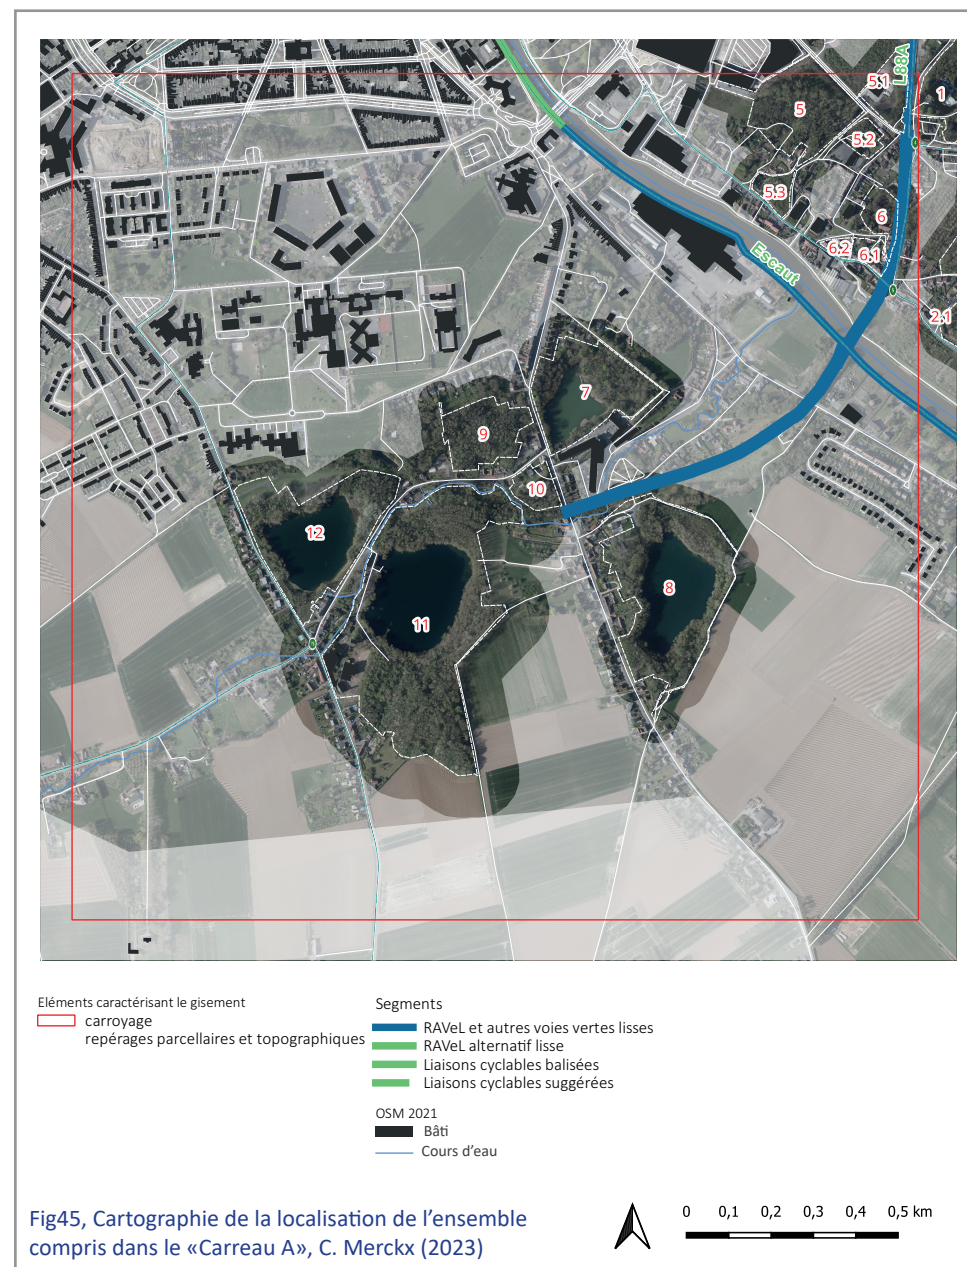 L88A
5.1
1
5
5.2
5.3
6
6.2
6.1
Escaut
2.1
7
9
10
12
8
11
Eléments caractérisant le gisement
carroyage
repérages parcellaires et topographiques
Segments
RAVeL et autres voies vertes lisses
RAVeL alternatif lisse
Liaisons cyclables balisées
Liaisons cyclables suggérées
OSM 2021
Bâti
Cours d'eau
Fig45, Cartographie de la localisation de l'ensemble
compris dans le «Carreau A», C. Merckx (2023)
0 0,1 0,2 0,3 0,4 0,5 km